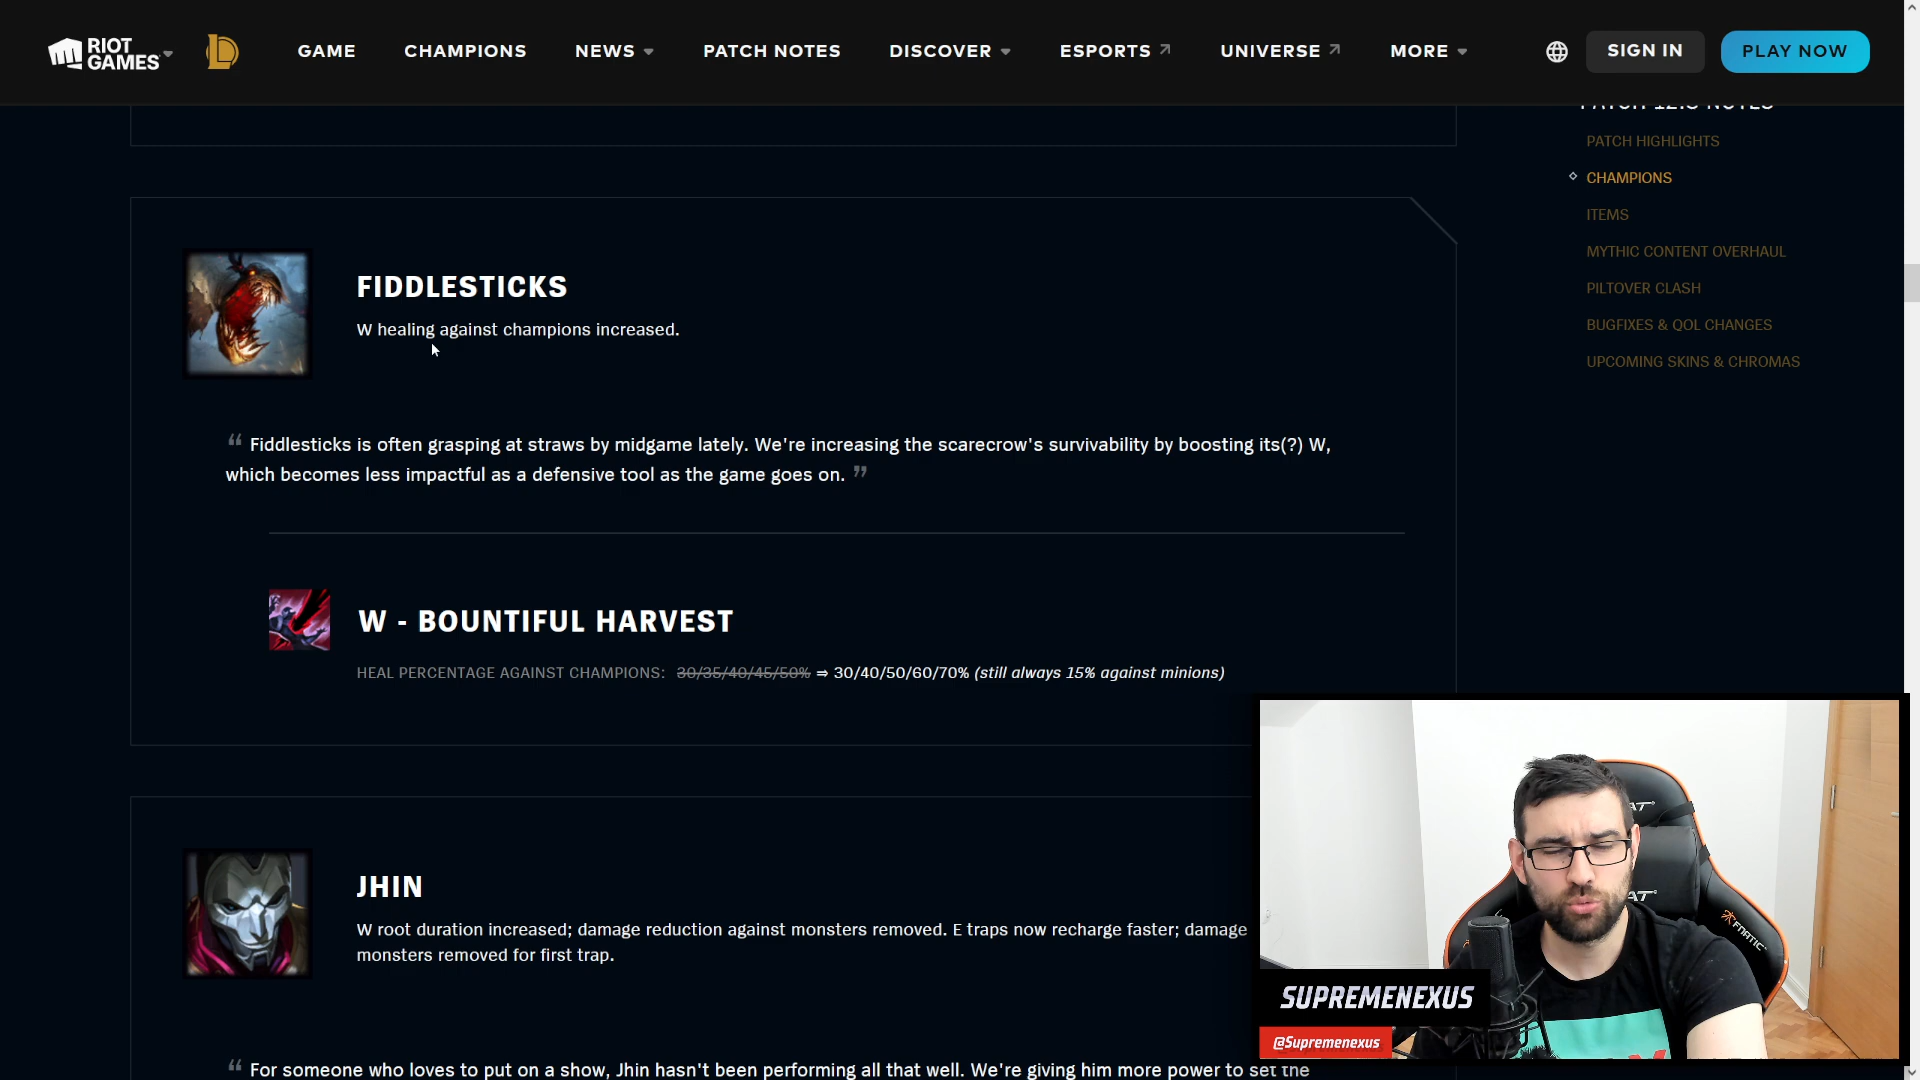 RIOT GAMES
GAME CHAMPIONS NEWS PATCH NOTES DISCOVER ESPORTS UNIVERSE MORE SIGN IN PLAY NOW
PATCH 12.5 NOTES
PATCH HIGHLIGHTS
CHAMPIONS
ITEMS
MYTHIC CONTENT OVERHAUL
PILTOVER CLASH
BUGFIXES & QOL CHANGES
UPCOMING SKINS & CHROMAS
FIDDLESTICKS
W healing against champions increased.
“ Fiddlesticks is often grasping at straws by midgame lately. We're increasing the scarecrow's survivability by boosting its(?) W,
which becomes less impactful as a defensive tool as the game goes on. ”
W - BOUNTIFUL HARVEST
HEAL PERCENTAGE AGAINST CHAMPIONS: 30/35/40/45/50% ⇒ 30/40/50/60/70% (still always 15% against minions)
JHIN
W root duration increased; damage reduction against monsters removed. E traps now recharge faster; damage
monsters removed for first trap.
“ For someone who loves to put on a show, Jhin hasn't been performing all that well. We're giving him more power to set the
FNATIC
SUPREMENEXUS
@Supremenexus